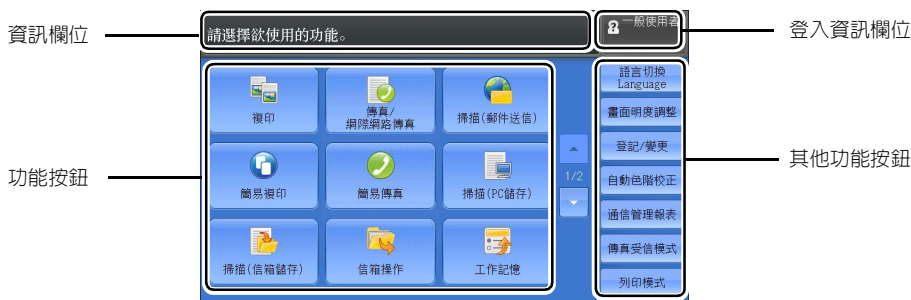 資訊欄位
請選擇欲使用的功能。
一般使用者
登入資訊欄位
功能按鈕
複印
傳真/
網際網路傳真
掃描(郵件送信)
簡易複印
簡易傳真
掃描(PC儲存)
掃描(信箱儲存)
信箱操作
工作記憶
1/2
語言切換
Language
畫面明度調整
登記/變更
自動色階校正
通信管理報表
傳真受信模式
列印模式
其他功能按鈕